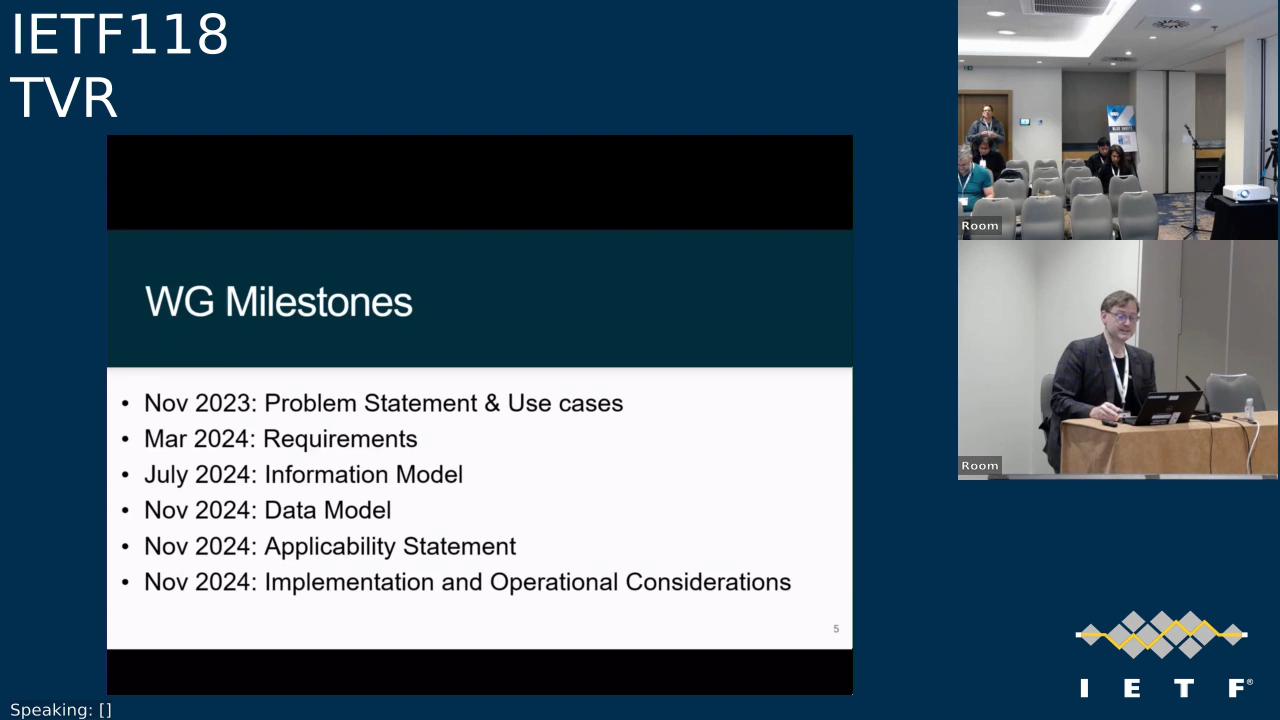 IETF118
TVR
WG Milestones
• Nov 2023: Problem Statement & Use cases
• Mar 2024: Requirements
• July 2024: Information Model
• Nov 2024: Data Model
• Nov 2024: Applicability Statement
• Nov 2024: Implementation and Operational Considerations
5
Room
Room
I E T F®
Speaking: []